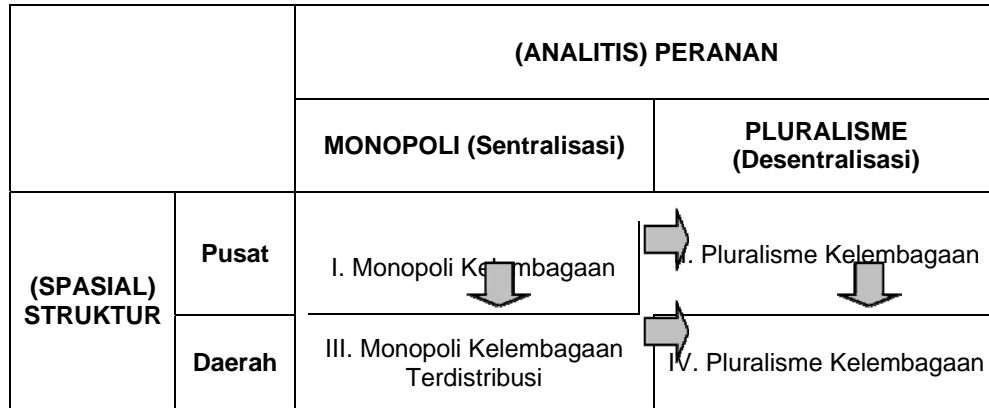 (ANALITIS) PERANAN
MONOPOLI (Sentralisasi)
PLURALISME
(Desentralisasi)
(SPASIAL)
STRUKTUR
Pusat
I. Monopoli Kelembagaan
II. Pluralisme Kelembagaan
Daerah
III. Monopoli Kelembagaan
Terdistribusi
IV. Pluralisme Kelembagaan